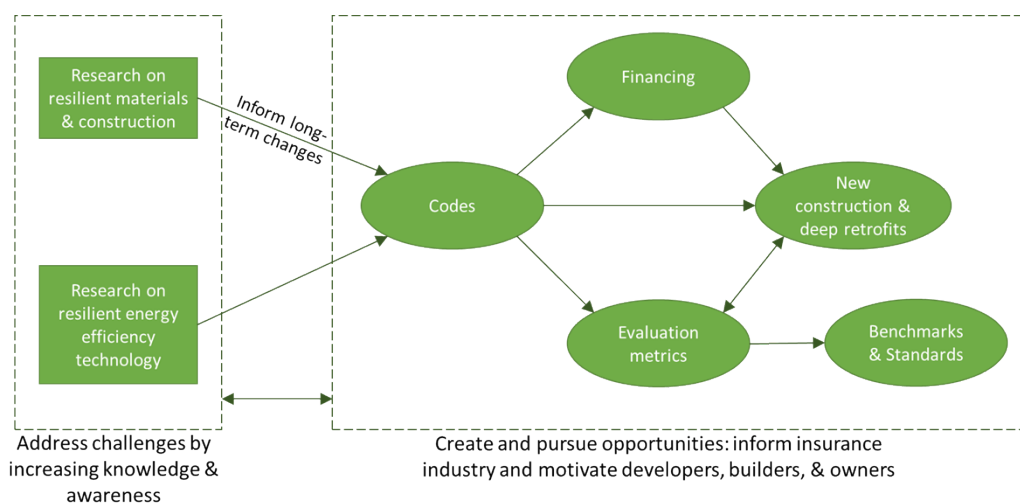 Research on
resilient materials
& construction
Inform long-
term changes
Financing
Codes
New
construction &
deep retrofits
Research on
resilient energy
efficiency
technology
Evaluation
metrics
Benchmarks
& Standards
Address challenges by
increasing knowledge &
awareness
Create and pursue opportunities: inform insurance
industry and motivate developers, builders, & owners